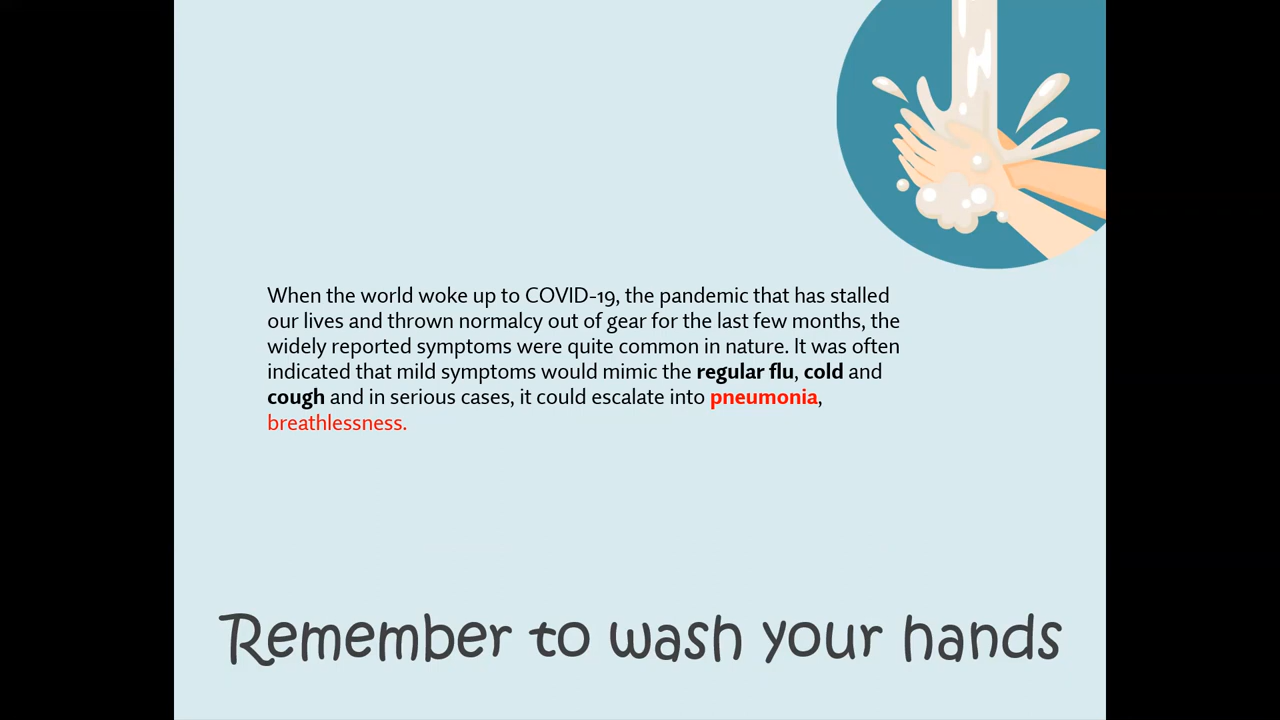 When the world woke up to COVID-19, the pandemic that has stalled
our lives and thrown normalcy out of gear for the last few months, the
widely reported symptoms were quite common in nature. It was often
indicated that mild symptoms would mimic the regular flu, cold and
cough and in serious cases, it could escalate into pneumonia,
breathlessness.
Remember to wash your hands